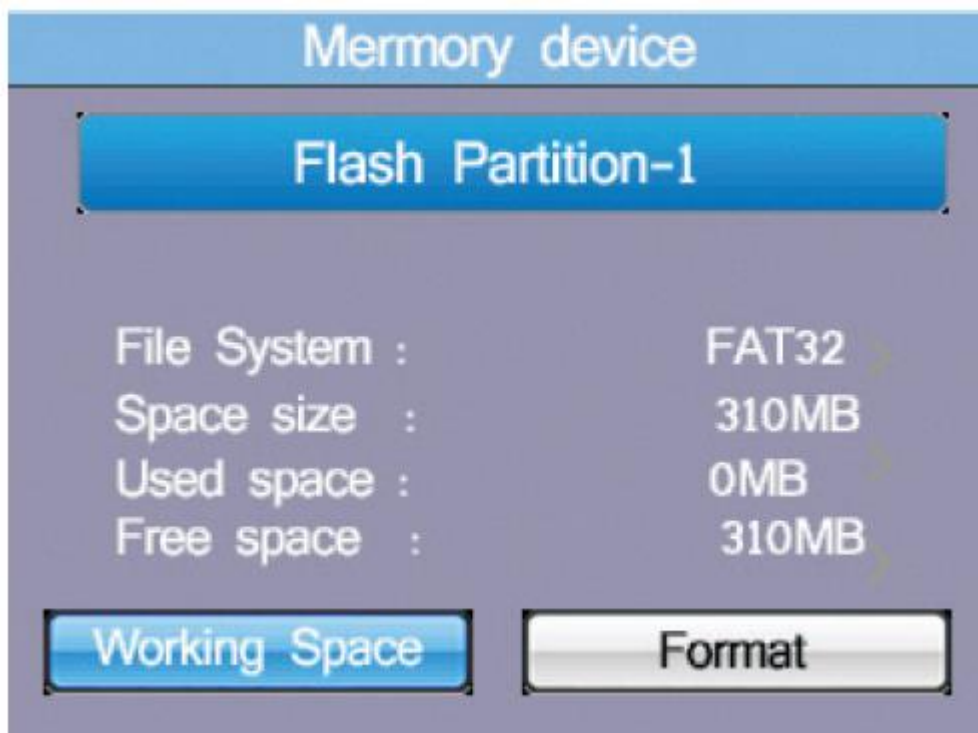 Mermory device
Flash Partition-1
File System : FAT32
Space size : 310MB
Used space : 0MB
Free space : 310MB
Working Space Format